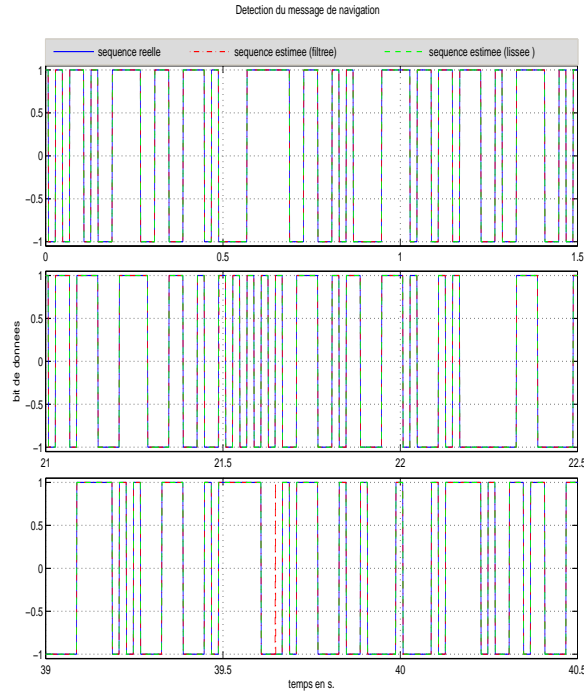 Detection du message de navigation
sequence reelle sequence estimee (filtree) sequence estimee (lissee )
1
0.5
0
−0.5
−1
0 0.5 1 1.5
1
0.5
0
−0.5
−1
21 21.5 22 22.5
bit de donnees
1
0.5
0
−0.5
−1
39 39.5 40 40.5
temps en s.